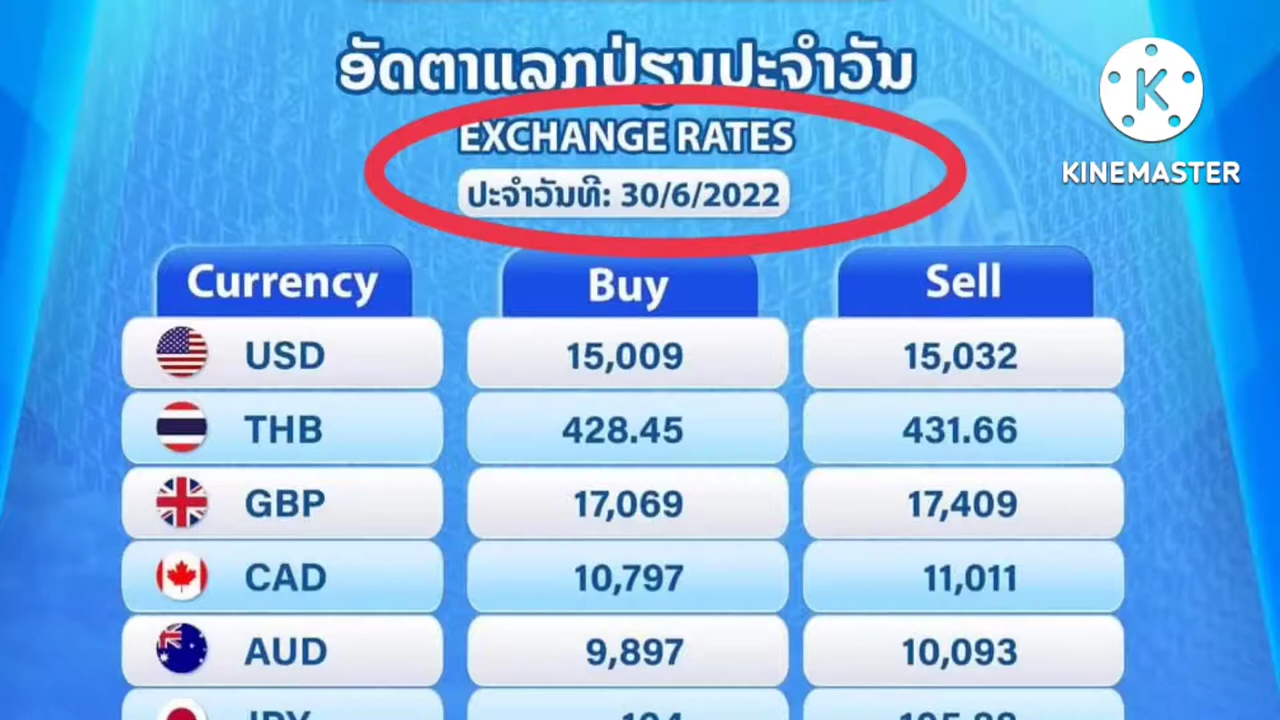 ອັດຕາແລກປ່ຽນປະຈຳວັນ
EXCHANGE RATES
ປະຈຳວັນທີ: 30/6/2022
K
KINEMASTER
Currency Buy Sell
USD 15,009 15,032
THB 428.45 431.66
GBP 17,069 17,409
CAD 10,797 11,011
AUD 9,897 10,093